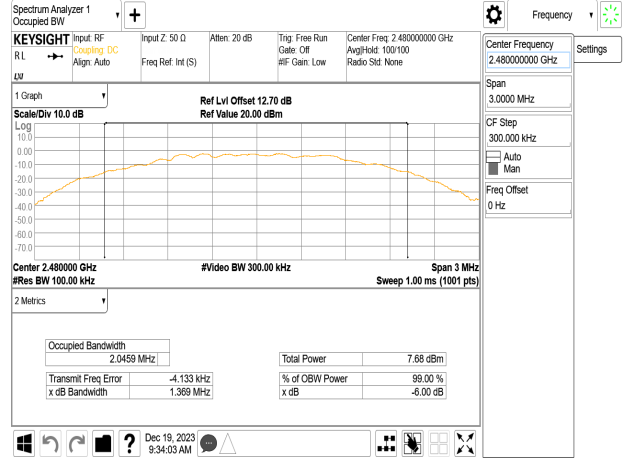 Spectrum Analyzer 1
Occupied BW
Frequency
KEYSIGHT
R L
Input: RF
Coupling: DC
Align: Auto
Input Z: 50 Ω
Freq Ref: Int (S)
Atten: 20 dB
Trig: Free Run
Gate: Off
#IF Gain: Low
Center Freq: 2.480000000 GHz
Avg|Hold: 100/100
Radio Std: None
Center Frequency
2.480000000 GHz
Settings
Span
3.0000 MHz
CF Step
300.000 kHz
Auto
Man
Freq Offset
0 Hz
1 Graph
Scale/Div 10.0 dB
Ref Lvl Offset 12.70 dB
Ref Value 20.00 dBm
Log
10.0
0.00
-10.0
-20.0
-30.0
-40.0
-50.0
-60.0
-70.0
Center 2.480000 GHz
#Res BW 100.00 kHz
#Video BW 300.00 kHz
Span 3 MHz
Sweep 1.00 ms (1001 pts)
2 Metrics
Occupied Bandwidth
2.0459 MHz
Total Power 7.68 dBm
Transmit Freq Error -4.133 kHz
% of OBW Power 99.00 %
x dB Bandwidth 1.369 MHz
x dB -6.00 dB
?
Dec 19, 2023
9:34:03 AM